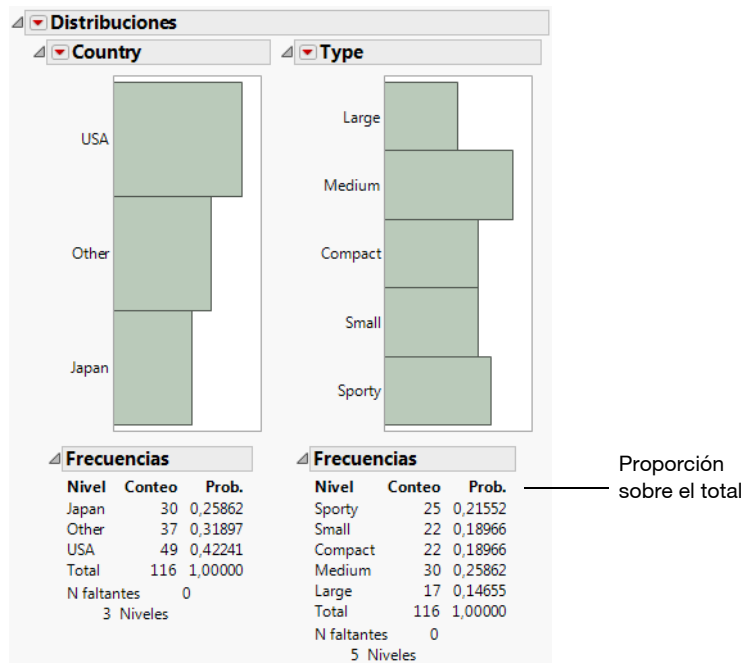 Distribuciones
Country
USA
Other
Japan
Frecuencias
Nivel Conteo Prob.
Japan 30 0,25862
Other 37 0,31897
USA 49 0,42241
Total 116 1,00000
N faltantes 0
3 Niveles
Type
Large
Medium
Compact
Small
Sporty
Frecuencias
Nivel Conteo Prob.
Sporty 25 0,21552
Small 22 0,18966
Compact 22 0,18966
Medium 30 0,25862
Large 17 0,14655
Total 116 1,00000
N faltantes 0
5 Niveles
Proporción
sobre el total